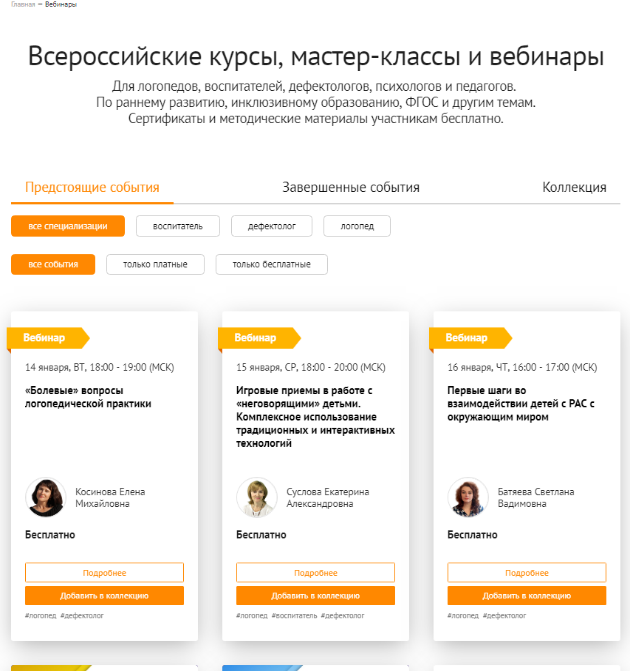 Главная — Вебинары
Всероссийские курсы, мастер-классы и вебинары
Для логопедов, воспитателей, дефектологов, психологов и педагогов.
По раннему развитию, инклюзивному образованию, ФГОС и другим темам.
Сертификаты и методические материалы участникам бесплатно.
Предстоящие события
Завершенные события
Коллекция
все специализации
воспитатель
дефектолог
логопед
все события
только платные
только бесплатные
Вебинар
14 января, ВТ, 18:00 - 19:00 (МСК)
«Болевые» вопросы
логопедической практики
Косинова Елена
Михайловна
Бесплатно
Подробнее
Добавить в коллекцию
#логопед #дефектолог
Вебинар
15 января, СР, 18:00 - 20:00 (МСК)
Игровые приемы в работе с
«неговорящими» детьми.
Комплексное использование
традиционных и интерактивных
технологий
Суслова Екатерина
Александровна
Бесплатно
Подробнее
Добавить в коллекцию
#логопед #воспитатель #дефектолог
Вебинар
16 января, ЧТ, 16:00 - 17:00 (МСК)
Первые шаги во
взаимодействии детей с РАС с
окружающим миром
Батяева Светлана
Вадимовна
Бесплатно
Подробнее
Добавить в коллекцию
#логопед #дефектолог